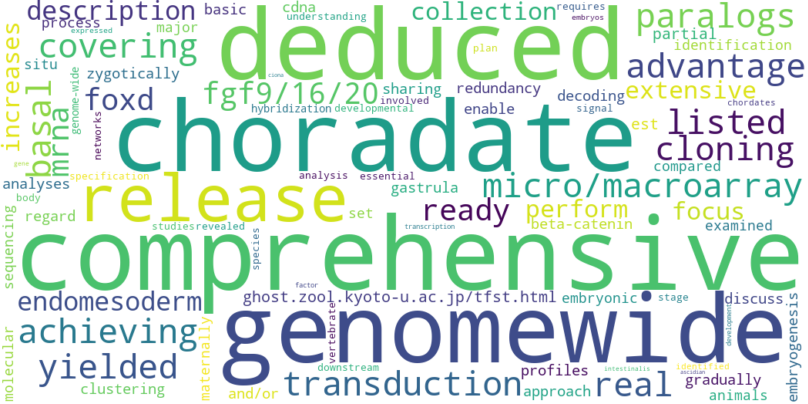 description
collection
paralogs
process
basic
cdna
understanding
requires
embryos
expressed
major
plan
partial
identification
covering
deduced
advantage
increases
situ
zygotically
fgf9/16/20
sharing
redundancy
decoding
extensive
basal
mrna
genome-wide
foxd
hybridization
involved
developmental
enable
signal
est
chordates
networks
choradate
listed
cloning
gene
specification
analysis
essential
gastrula
compared
analyses
body
release
micro/macroarray
regard
set
ready
perform
focus
studies
revealed
transcription
beta-catenin
examined
sequencing
species
comprehensive
endomesoderm
ghost.zool.kyoto-u.ac.jp/tfst.html
embryonic
stage
discuss
factor
vertebrate
development
embryogenesis
achieving
genomewide
molecular
maternally
yielded
downstream
profiles
intestinalis
identified
gradually
clustering
and/or
transduction
approach
real
animals